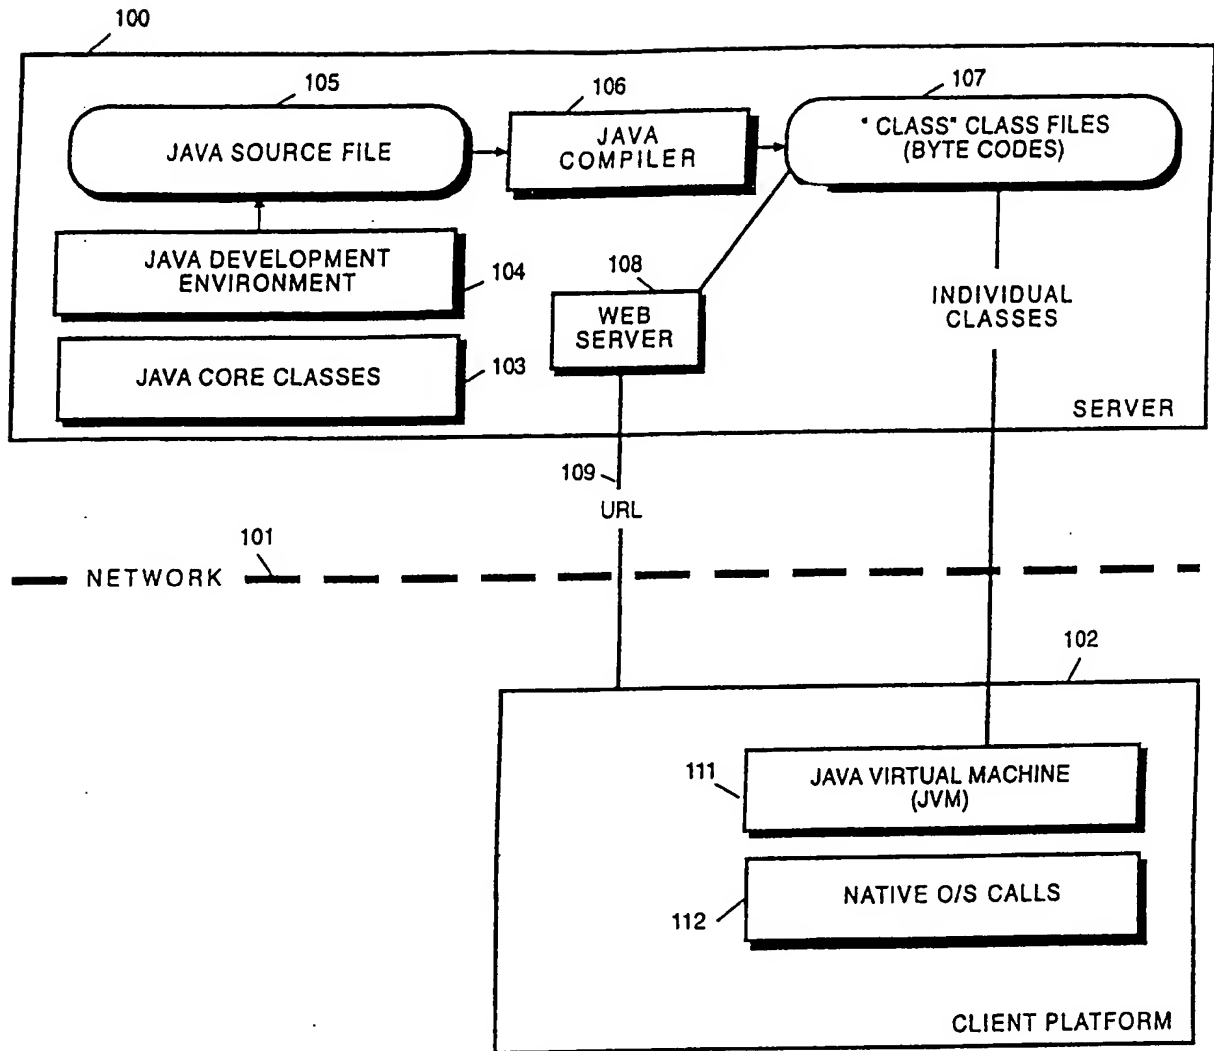 100
105
106
107
JAVA SOURCE FILE
JAVA
COMPILER
" CLASS" CLASS FILES
(BYTE CODES)
JAVA DEVELOPMENT
ENVIRONMENT
104
108
WEB
SERVER
INDIVIDUAL
CLASSES
JAVA CORE CLASSES
103
SERVER
109
URL
101
NETWORK
102
111
JAVA VIRTUAL MACHINE
(JVM)
NATIVE O/S CALLS
112
CLIENT PLATFORM